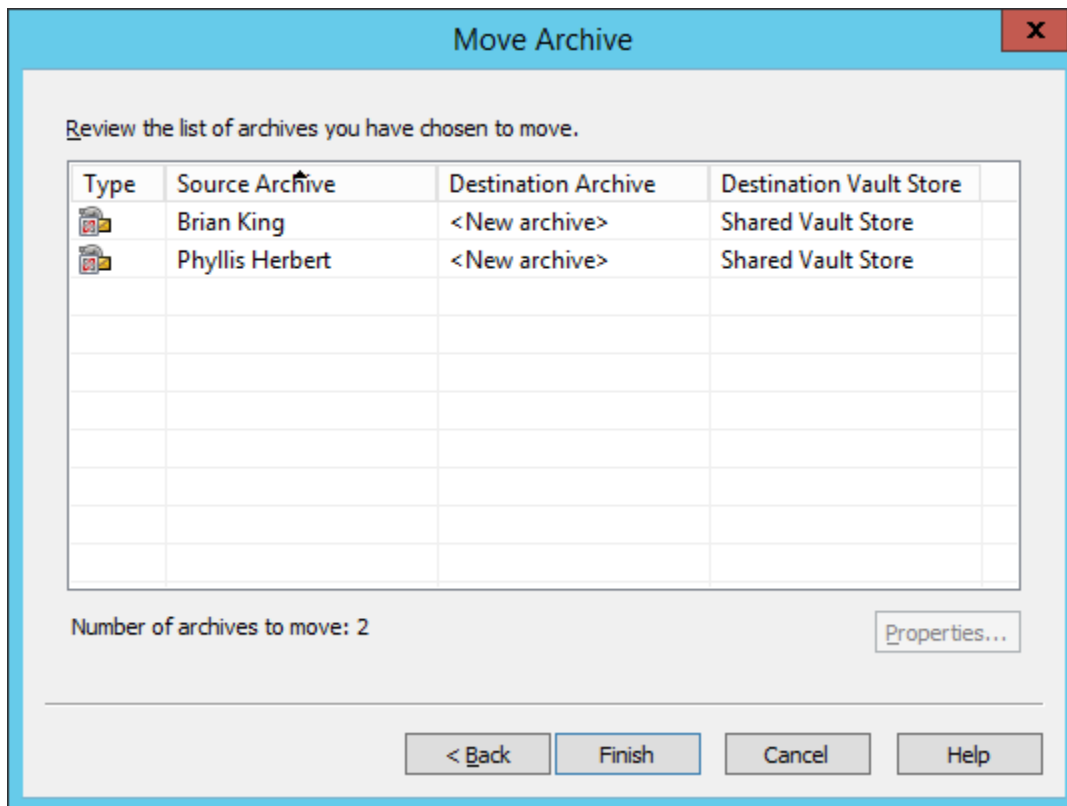 Move Archive
x
Review the list of archives you have chosen to move.
Type Source Archive Destination Archive Destination Vault Store
Brian King <New archive> Shared Vault Store
Phyllis Herbert <New archive> Shared Vault Store
Number of archives to move: 2
Properties...
< Back Finish Cancel Help